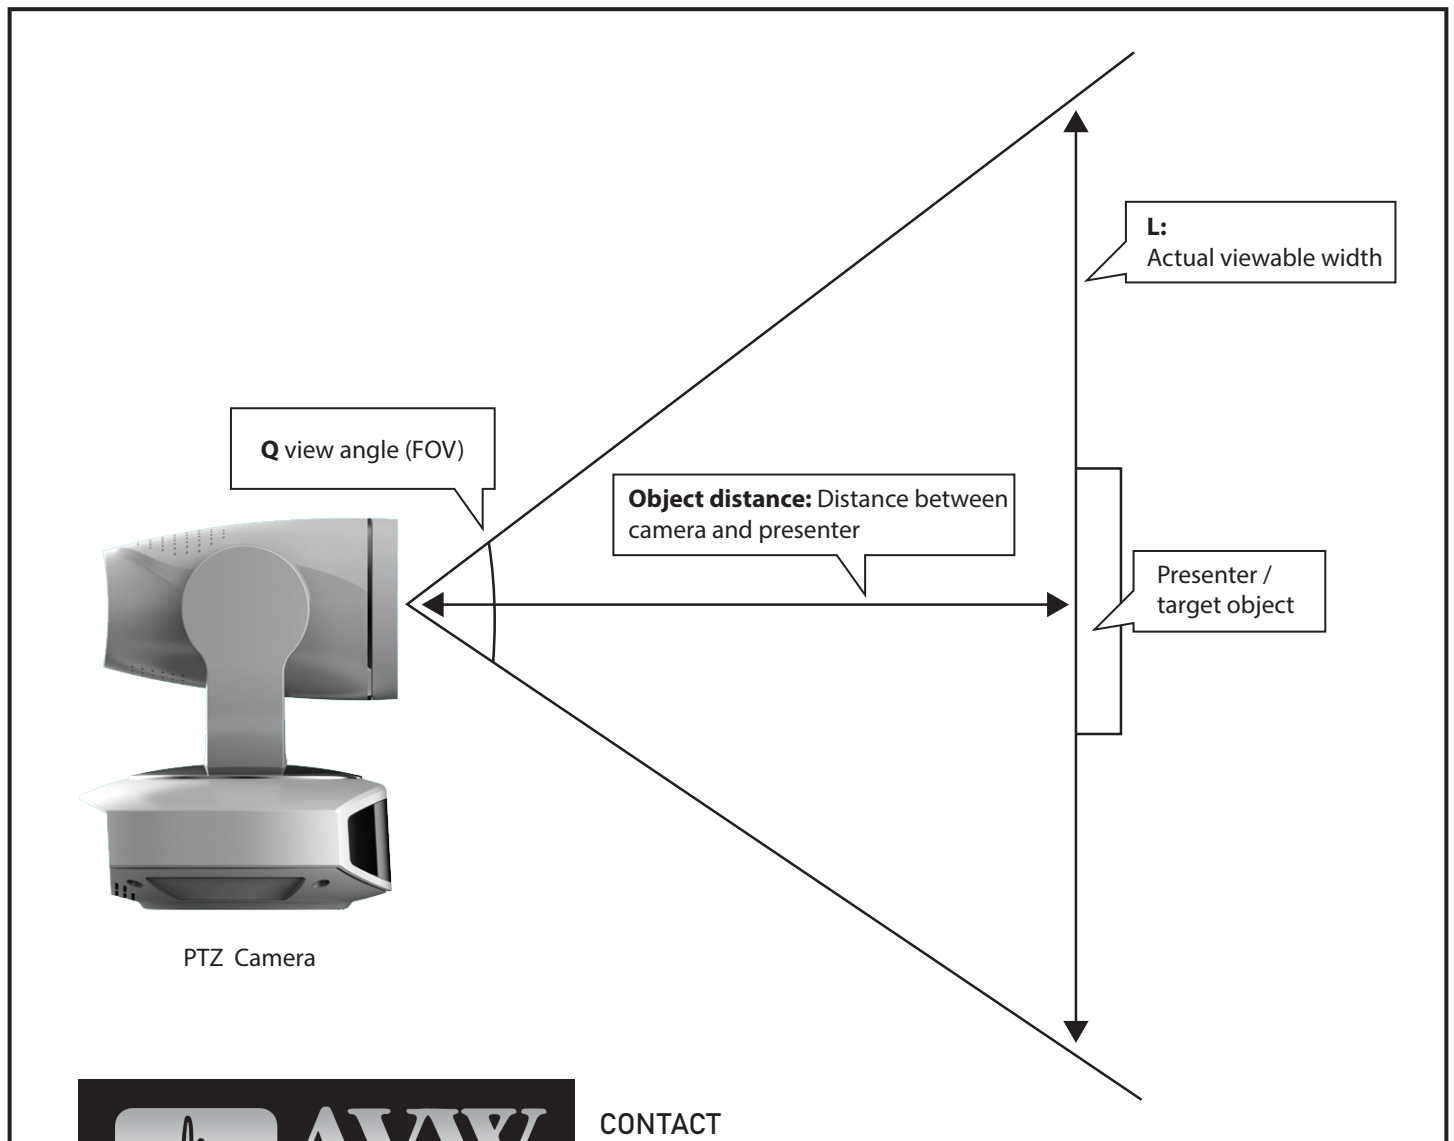 L:
Actual viewable width
Q view angle (FOV)
Object distance: Distance between
camera and presenter
Presenter /
target object
PTZ  Camera
AVW
CONTACT